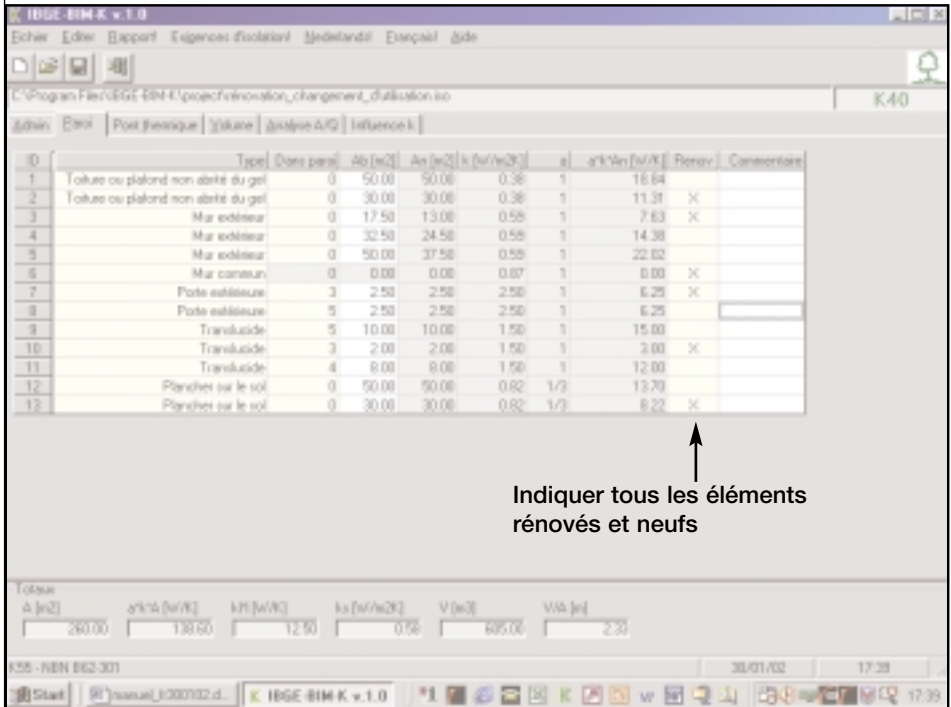 IBGE-BIM-K v.1.0
Fichier Editer Rapport! Exigences d'isolation! Nederlands! Français! Aide
C:\Program Files\IBGE-BIM-K\project\rénovation_changement_d'utilisation.iso K40
Admin Paroi Pont thermique Volume Analyse A/Q Influence k
ID Type Dans paroi Ab [m2] An [m2] k [W/m2K] a a*k*An [W/K] Renov Commentaire
1 Toiture ou plafond non abrité du gel 0 50.00 50.00 0.38 1 18.84
2 Toiture ou plafond non abrité du gel 0 30.00 30.00 0.38 1 11.31 X
3 Mur extérieur 0 17.50 13.00 0.59 1 7.63 X
4 Mur extérieur 0 32.50 24.50 0.59 1 14.38
5 Mur extérieur 0 50.00 37.50 0.59 1 22.02
6 Mur commun 0 0.00 0.00 0.87 1 0.00 X
7 Porte extérieure 3 2.50 2.50 2.50 1 6.25 X
8 Porte extérieure 5 2.50 2.50 2.50 1 6.25
9 Translucide 5 10.00 10.00 1.50 1 15.00
10 Translucide 3 2.00 2.00 1.50 1 3.00 X
11 Translucide 4 8.00 8.00 1.50 1 12.00
12 Plancher sur le sol 0 50.00 50.00 0.82 1/3 13.70
13 Plancher sur le sol 0 30.00 30.00 0.82 1/3 8.22 X
Indiquer tous les éléments
rénovés et neufs
Totaux
A [m2] a*k*A [W/K] kM [W/K] ks [W/m2K] V [m3] V/A [m]
260.00 138.60 12.50 0.58 605.00 2.33
K55 - NBN B62-301 30/01/02 17:39
Start IBGE-BIM-K v.1.0 17:39